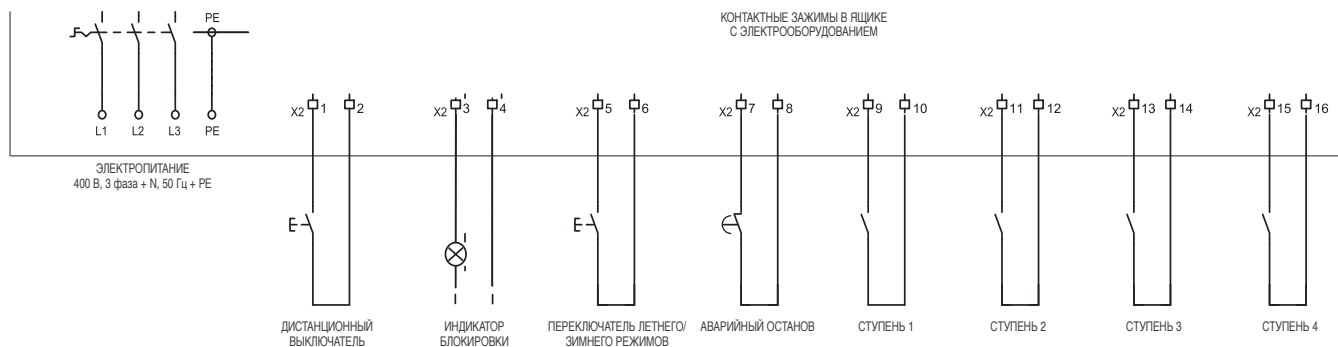 КОНТАКТНЫЕ ЗАЖИМЫ В ЯЩИКЕ
С ЭЛЕКТРООБОРУДОВАНИЕМ
PE
X2 1 2
X2 3 4
X2 5 6
X2 7 8
X2 9 10
X2 11 12
X2 13 14
X2 15 16
L1 L2 L3 PE
ЭЛЕКТРОПИТАНИЕ
400 В, 3 фаза + N, 50 Гц + PE
ДИСТАНЦИОННЫЙ
ВЫКЛЮЧАТЕЛЬ
ИНДИКАТОР
БЛОКИРОВКИ
ПЕРЕКЛЮЧАТЕЛЬ ЛЕТНЕГО/
ЗИМНЕГО РЕЖИМОВ
АВАРИЙНЫЙ ОСТАНОВ
СТУПЕНЬ 1
СТУПЕНЬ 2
СТУПЕНЬ 3
СТУПЕНЬ 4